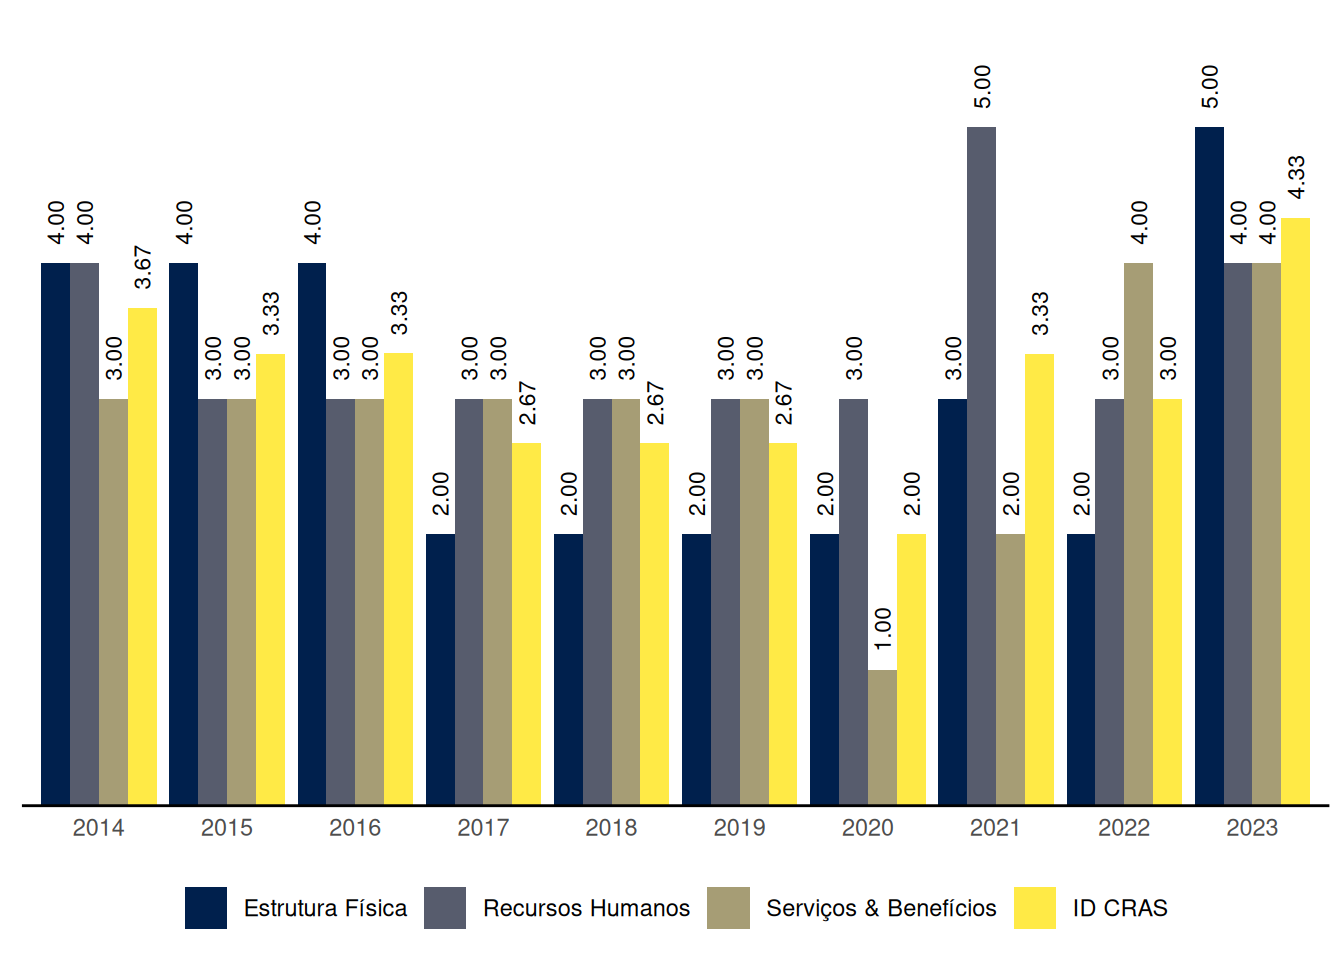 4.00 4.00 3.00 3.67 4.00 3.00 3.00 3.33 4.00 3.00 3.00 3.33 2.00 3.00 3.00 2.67 2.00 3.00 3.00 2.67 2.00 3.00 3.00 2.67 2.00 3.00 1.00 2.00 3.00 5.00 2.00 3.33 2.00 3.00 4.00 3.00 5.00 4.00 4.00 4.33
2014 2015 2016 2017 2018 2019 2020 2021 2022 2023
Estrutura Física Recursos Humanos Serviços & Benefícios ID CRAS